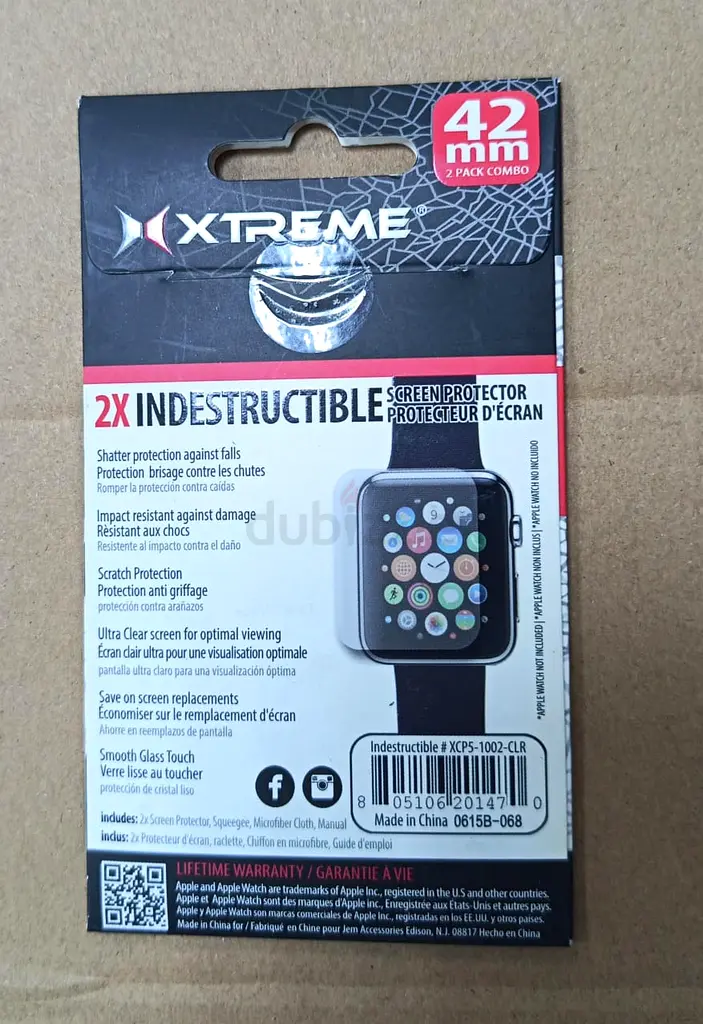 42
mm
2 PACK COMBO
XTREME®
2X INDESTRUCTIBLE SCREEN PROTECTOR
PROTECTEUR D'ÉCRAN
Shatter protection against falls
Protection brisage contre les chutes
Romper la protección contra caídas
Impact resistant against damage
Rèsistant aux chocs
Resistente al impacto contra el daño
Scratch Protection
Protection anti griffage
protección contra arañazos
Ultra Clear screen for optimal viewing
Écran clair ultra pour une visualisation optimale
pantalla ultra claro para una visualización óptima
Save on screen replacements
Économiser sur le remplacement d'écran
Ahorre en reemplazos de pantalla
Smooth Glass Touch
Verre lisse au toucher
protección de cristal liso
dubi
9
*APPLE WATCH NOT INCLUDED | *APPLE WATCH NON INCLUS | *APPLE WATCH NO INCLUIDO
f
Indestructible # XCP5-1002-CLR
8 05106 20147 0
Made in China 0615B-068
includes: 2x Screen Protector, Squeegee, Microfiber Cloth, Manual
inclus: 2x Protecteur d'écran, raclette, Chiffon en microfibre, Guide d'emploi
LIFETIME WARRANTY / GARANTIE À VIE
Apple and Apple Watch are trademarks of Apple Inc., registered in the U.S and other countries.
Apple et Apple Watch sont des marques d'Apple inc., Enregistrée aux États-Unis et autres pays.
Apple y Apple Watch son marcas comerciales de Apple Inc., registradas en los EE.UU. y otros paises.
Made in China for / Fabriqué en Chine pour Jem Accessories Edison, N.J. 08817 Hecho en China